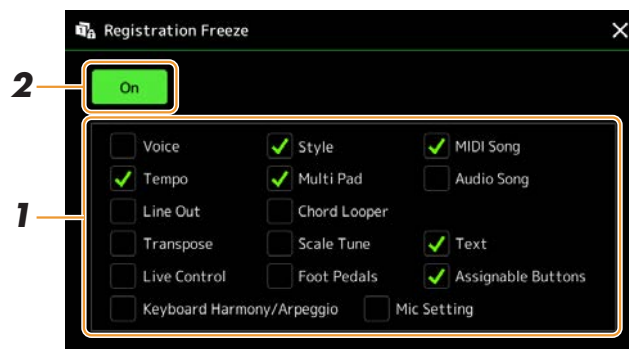 Registration Freeze
2
On
1
Voice Style MIDI Song
Tempo Multi Pad Audio Song
Line Out Chord Looper
Transpose Scale Tune Text
Live Control Foot Pedals Assignable Buttons
Keyboard Harmony/Arpeggio Mic Setting